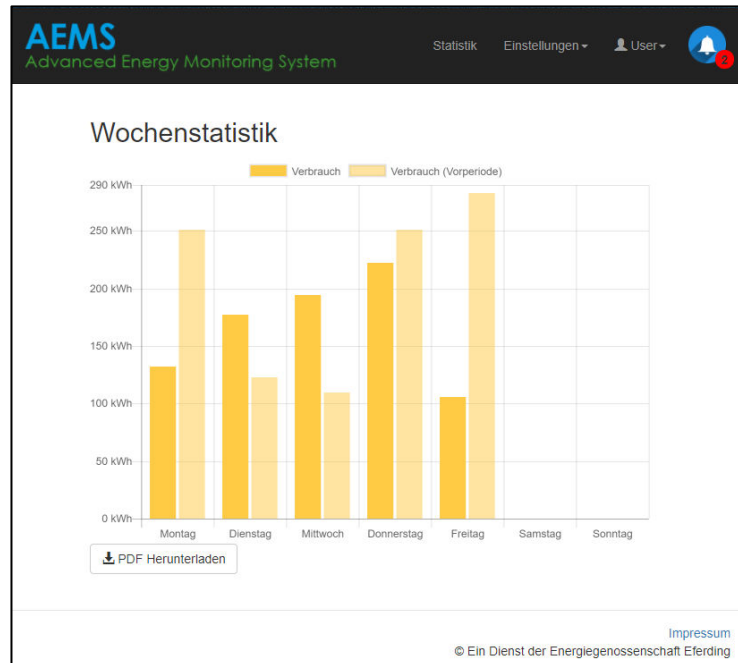 AEMS
Advanced Energy Monitoring System
Statistik Einstellungen User 2
Wochenstatistik
Verbrauch Verbrauch (Vorperiode)
290 kWh
250 kWh
200 kWh
150 kWh
100 kWh
50 kWh
0 kWh
Montag Dienstag Mittwoch Donnerstag Freitag Samstag Sonntag
PDF Herunterladen
Impressum
© Ein Dienst der Energiegenossenschaft Eferding